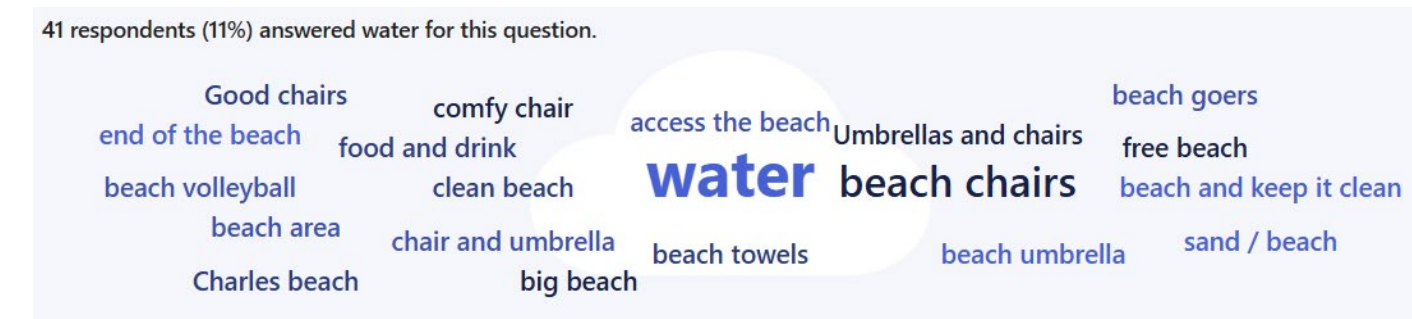 41 respondents (11%) answered water for this question.
Good chairs
comfy chair
beach goers
access the beach
end of the beach
food and drink
Umbrellas and chairs
free beach
beach volleyball
clean beach
water
beach chairs
beach and keep it clean
beach area
chair and umbrella
beach towels
beach umbrella
sand / beach
Charles beach
big beach